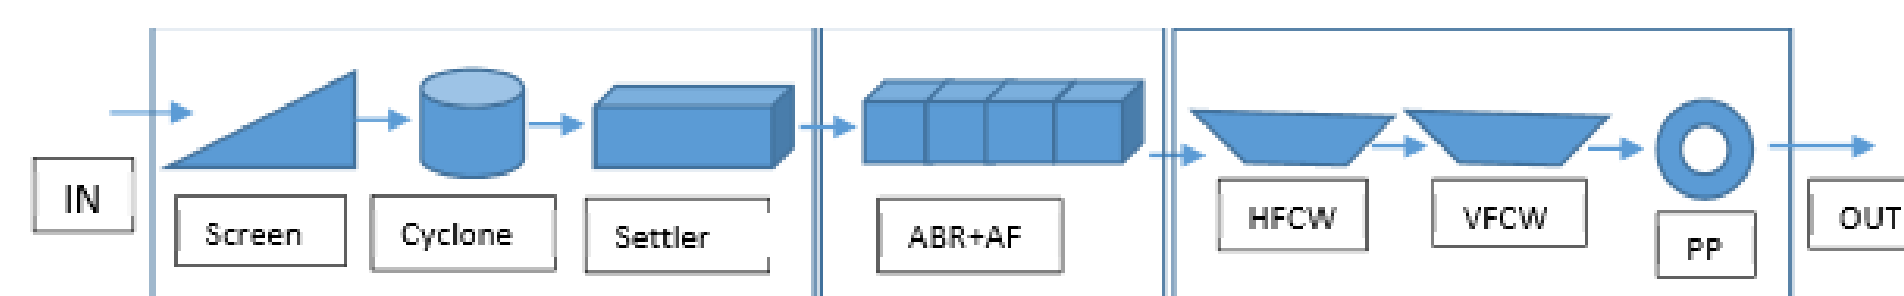 IN
Screen
Cyclone
Settler
ABR+AF
HFCW
VFCW
PP
OUT